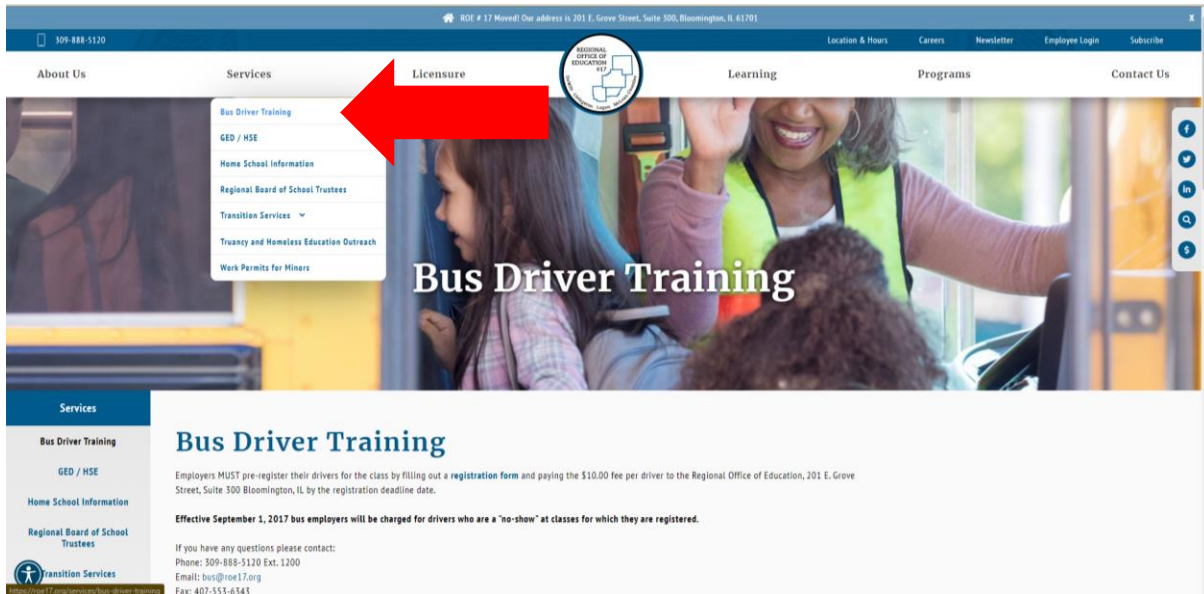 ROE # 17 Moved! Our address is 201 E. Grove Street, Suite 300, Bloomington, IL 61701
X
309-888-5120
Location & Hours
Careers
Newsletter
Employee Login
Subscribe
About Us
Services
Licensure
REGIONAL
OFFICE OF
EDUCATION
#17
Learning
Programs
Contact Us
Bus Driver Training
GED / HSE
Home School Information
Regional Board of School Trustees
Transition Services
Truancy and Homeless Education Outreach
Work Permits for Minors
Bus Driver Training
Services
Bus Driver Training
GED / HSE
Home School Information
Regional Board of School
Trustees
Transition Services
Bus Driver Training
Employers MUST pre-register their drivers for the class by filling out a registration form and paying the $10.00 fee per driver to the Regional Office of Education, 201 E. Grove
Street, Suite 300 Bloomington, IL by the registration deadline date.
Effective September 1, 2017 bus employers will be charged for drivers who are a "no-show" at classes for which they are registered.
If you have any questions please contact:
Phone: 309-888-5120 Ext. 1200
Email: bus@roe17.org
Fax: 407-553-6343
https://roe17.org/services/bus-driver-training